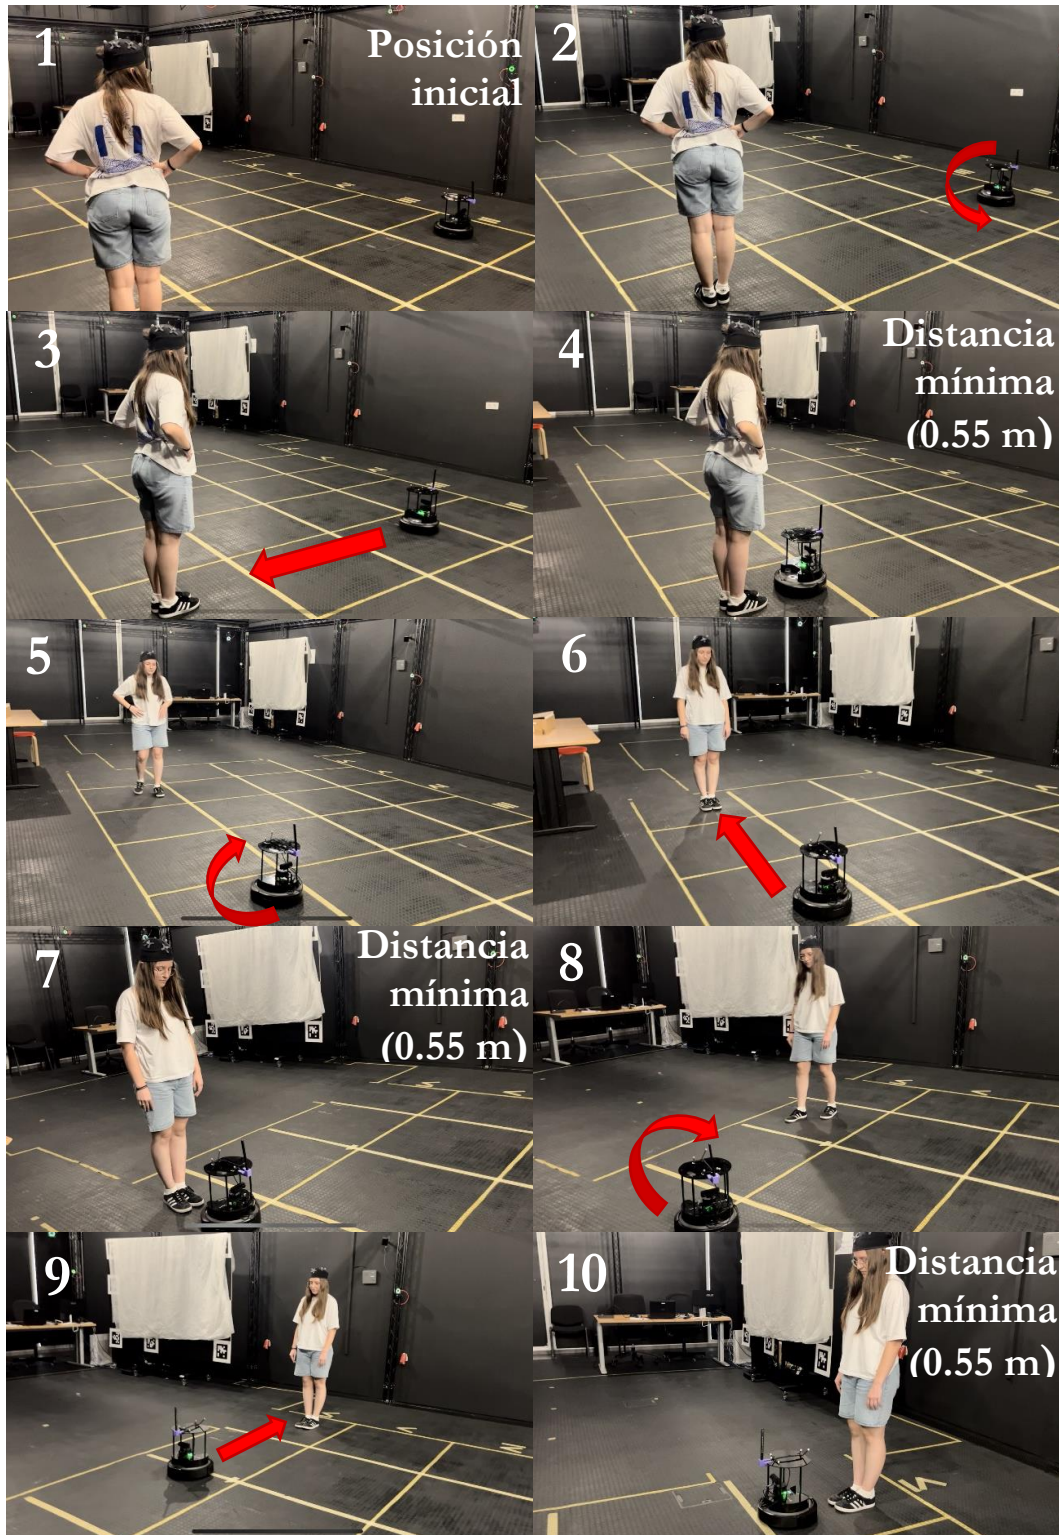 1
Posición
inicial
2
3
4
Distancia
mínima
(0.55 m)
5
6
7
Distancia
mínima
(0.55 m)
8
9
10
Distancia
mínima
(0.55 m)